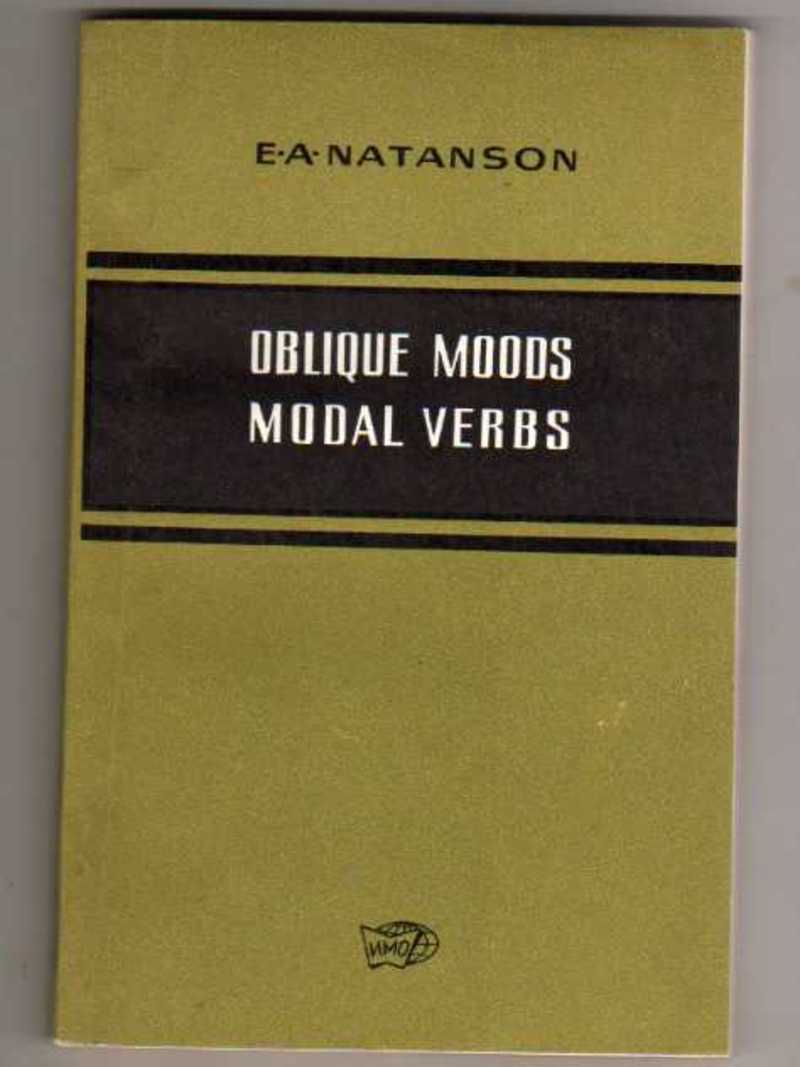 E·A·NATANSON
OBLIQUE MOODS
MODAL VERBS
ИМО